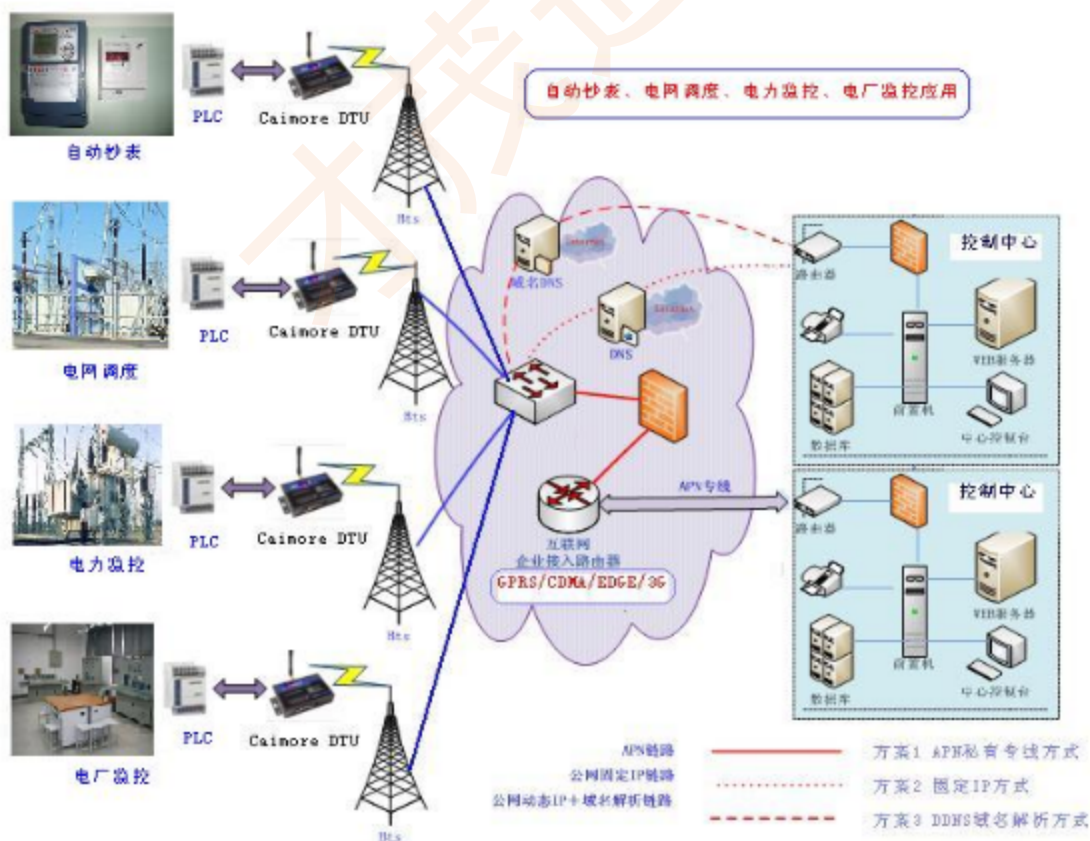 自动钞表、电网调度、电力监控、电厂监控应用
PLC
Caimore DTU
自动钞表
Bts
PLC
Caimore DTU
电网调度
Bts
PLC
Caimore DTU
电力监控
Bts
PLC
Caimore DTU
电厂监控
Bts
Internet
域名DNS
Internet
DNS
APN专线
互联网
企业接入路由器
GPRS/CDMA/EDGE/3G
控制中心
路由器
WEB服务器
前置机
数据库
中心控制台
控制中心
路由器
WEB服务器
前置机
数据库
中心控制台
APN链路
方案1 APN私有专线方式
公网固定IP链路
方案2 固定IP方式
公网动态IP+域名解析链路
方案3 DDNS域名解析方式